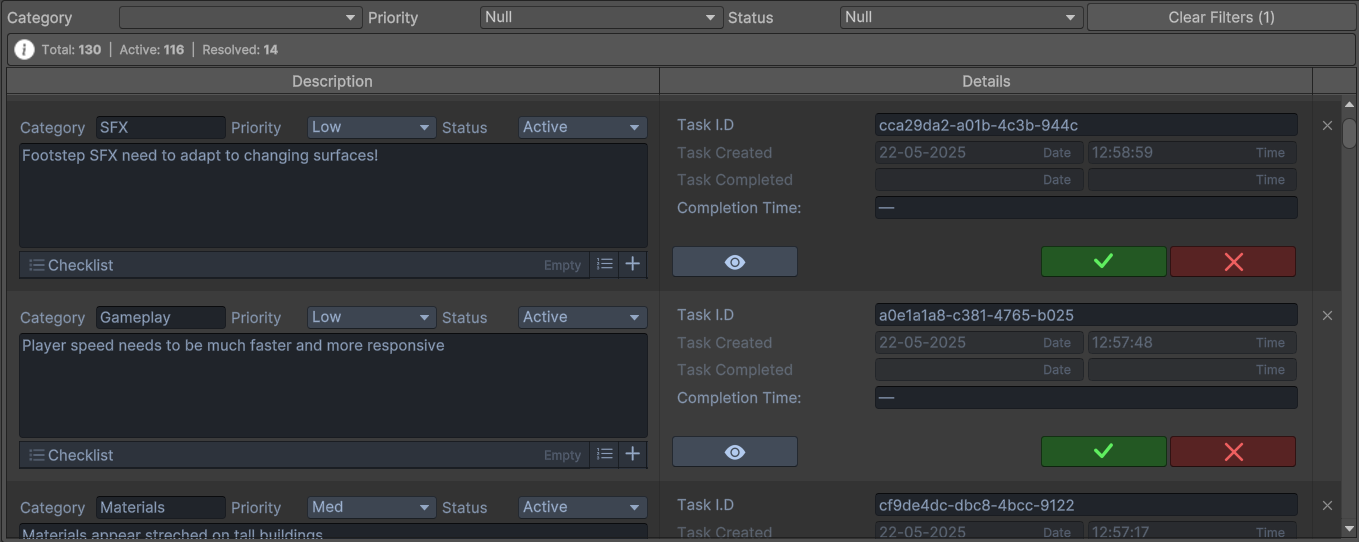 Category Priority Null Status Null Clear Filters (1)
Total: 130 | Active: 116 | Resolved: 14
Description Details
Category SFX Priority Low Status Active
Footstep SFX need to adapt to changing surfaces!
Checklist Empty
Task I.D cca29da2-a01b-4c3b-944c
Task Created 22-05-2025 Date 12:58:59 Time
Task Completed Date Time
Completion Time: —
Category Gameplay Priority Low Status Active
Player speed needs to be much faster and more responsive
Checklist Empty
Task I.D a0e1a1a8-c381-4765-b025
Task Created 22-05-2025 Date 12:57:48 Time
Task Completed Date Time
Completion Time: —
Category Materials Priority Med Status Active
Materials appear streched on tall buildings
Task I.D cf9de4dc-dbc8-4bcc-9122
Task Created 22-05-2025 Date 12:57:17 Time